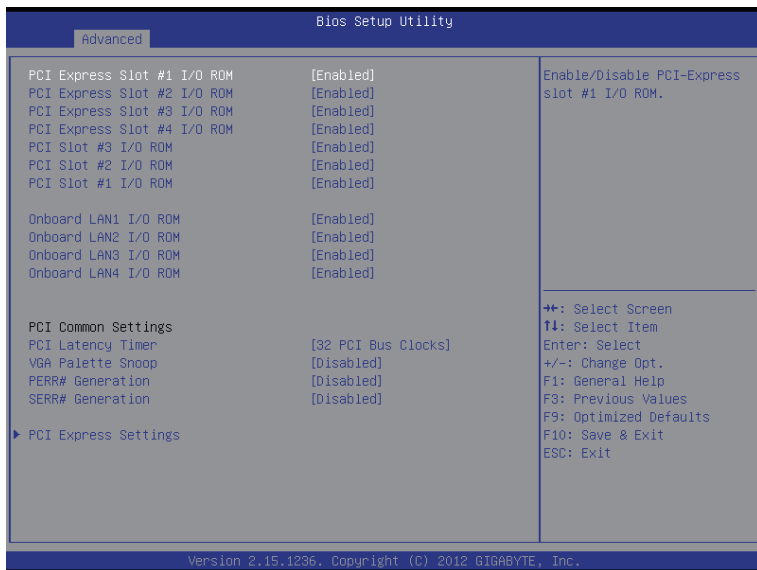 Bios Setup Utility
Advanced
PCI Express Slot #1 I/O ROM [Enabled]
PCI Express Slot #2 I/O ROM [Enabled]
PCI Express Slot #3 I/O ROM [Enabled]
PCI Express Slot #4 I/O ROM [Enabled]
PCI Slot #3 I/O ROM [Enabled]
PCI Slot #2 I/O ROM [Enabled]
PCI Slot #1 I/O ROM [Enabled]
Onboard LAN1 I/O ROM [Enabled]
Onboard LAN2 I/O ROM [Enabled]
Onboard LAN3 I/O ROM [Enabled]
Onboard LAN4 I/O ROM [Enabled]
PCI Common Settings
PCI Latency Timer [32 PCI Bus Clocks]
VGA Palette Snoop [Disabled]
PERR# Generation [Disabled]
SERR# Generation [Disabled]
PCI Express Settings
Enable/Disable PCI-Express
slot #1 I/O ROM.
→←: Select Screen
↑↓: Select Item
Enter: Select
+/-: Change Opt.
F1: General Help
F3: Previous Values
F9: Optimized Defaults
F10: Save & Exit
ESC: Exit
Version 2.15.1236. Copyright (C) 2012 GIGABYTE, Inc.